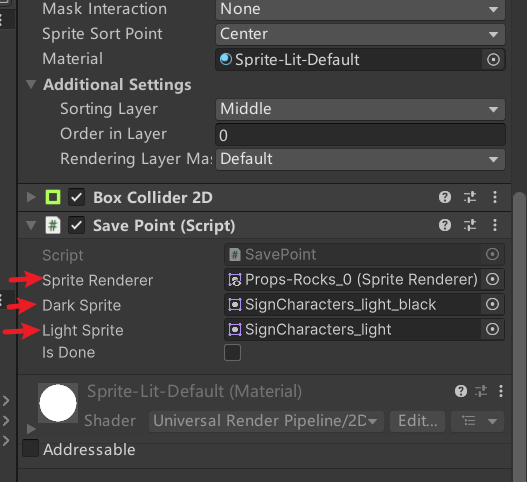 Mask Interaction None
Sprite Sort Point Center
Material Sprite-Lit-Default
Additional Settings
Sorting Layer Middle
Order in Layer 0
Rendering Layer Mas Default
Box Collider 2D
# Save Point (Script)
Script # SavePoint
Sprite Renderer Props-Rocks_0 (Sprite Renderer)
Dark Sprite SignCharacters_light_black
Light Sprite SignCharacters_light
Is Done
Sprite-Lit-Default (Material)
Shader Universal Render Pipeline/2D Edit...
Addressable